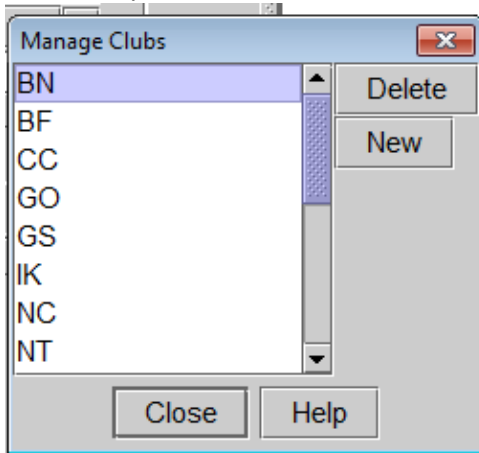 Manage Clubs
BN
BF
CC
GO
GS
IK
NC
NT
Delete
New
Close
Help